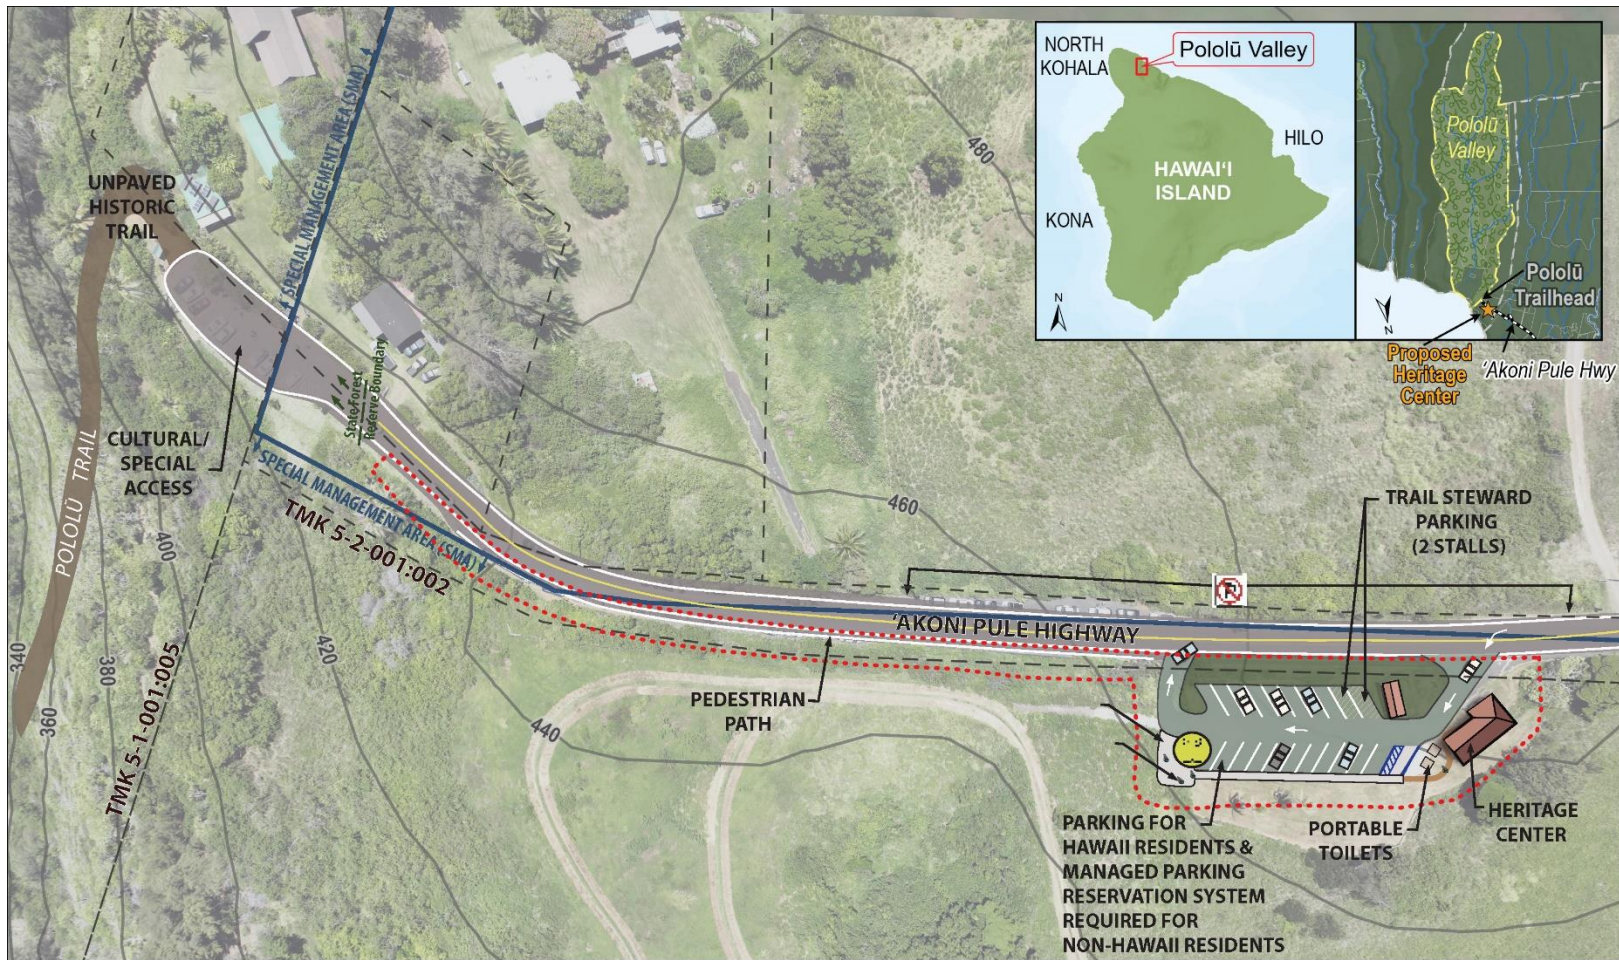 UNPAVED
HISTORIC
TRAIL
SPECIAL MANAGEMENT AREA (SMA)
480
NORTH
KOHALA
Pololū Valley
HILO
HAWAI‘I
ISLAND
KONA
N
Pololū
Valley
Pololū
Trailhead
N
Proposed
Heritage
Center
‘Akoni Pule Hwy
State Forest
Reserve Boundary
CULTURAL/
SPECIAL
ACCESS
SPECIAL MANAGEMENT AREA (SMA)
TMK 5-2-001:002
POLOLŪ TRAIL
TMK 5-1-001:005
460
TRAIL STEWARD
PARKING
(2 STALLS)
‘AKONI PULE HIGHWAY
PEDESTRIAN
PATH
340
360
380
400
420
440
PARKING FOR
HAWAII RESIDENTS &
MANAGED PARKING
RESERVATION SYSTEM
REQUIRED FOR
NON-HAWAII RESIDENTS
PORTABLE
TOILETS
HERITAGE
CENTER